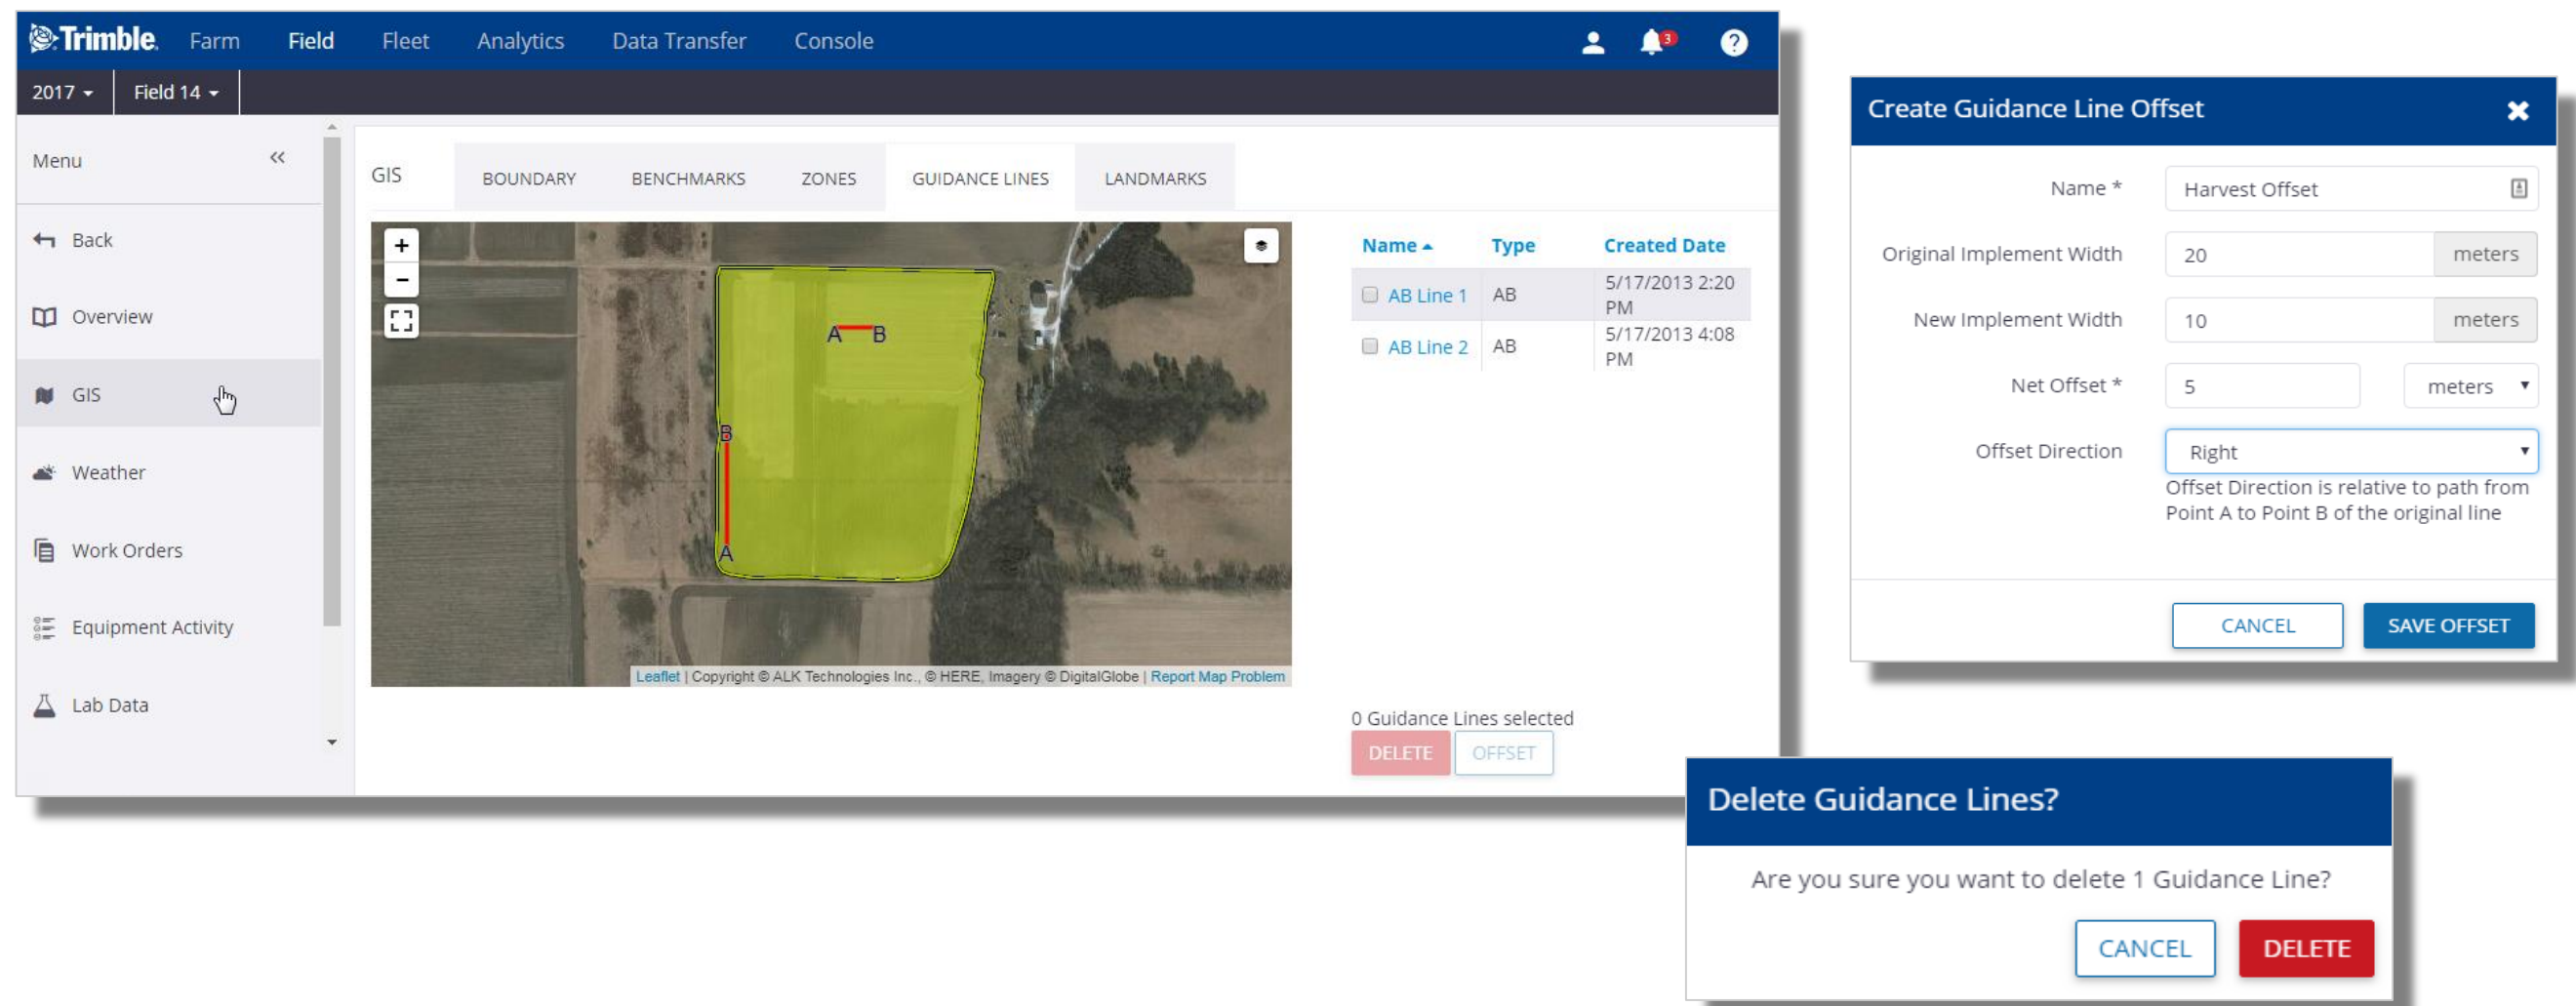 Trimble. Farm Field Fleet Analytics Data Transfer Console 3 ?
2017 Field 14
Menu
Back
Overview
GIS
Weather
Work Orders
Equipment Activity
Lab Data
GIS BOUNDARY BENCHMARKS ZONES GUIDANCE LINES LANDMARKS
+
-
A B
B
A
Leaflet | Copyright © ALK Technologies Inc., © HERE, Imagery © DigitalGlobe | Report Map Problem
Name Type Created Date
AB Line 1 AB 5/17/2013 2:20
PM
AB Line 2 AB 5/17/2013 4:08
PM
0 Guidance Lines selected
DELETE OFFSET
Create Guidance Line Offset
Name * Harvest Offset
Original Implement Width 20 meters
New Implement Width 10 meters
Net Offset * 5 meters
Offset Direction Right
Offset Direction is relative to path from
Point A to Point B of the original line
CANCEL SAVE OFFSET
Delete Guidance Lines?
Are you sure you want to delete 1 Guidance Line?
CANCEL DELETE